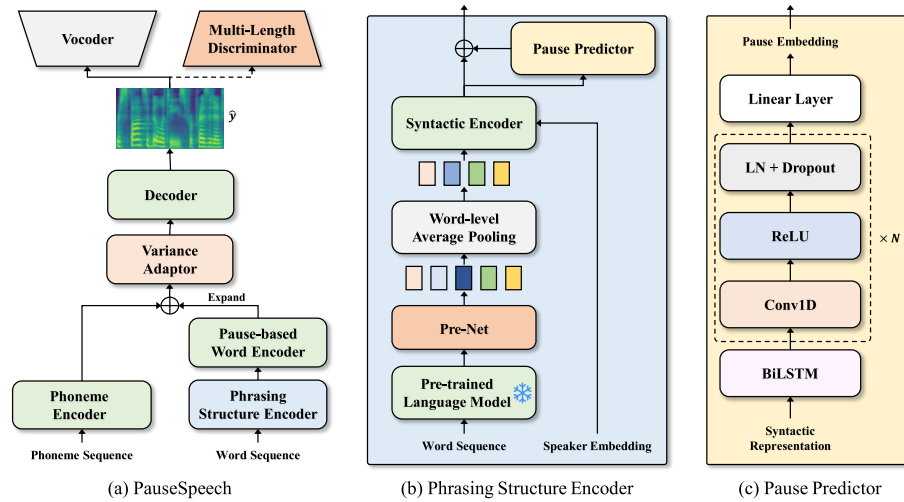 Vocoder
Multi-Length
Discriminator
ŷ
Decoder
Variance
Adaptor
Expand
Pause-based
Word Encoder
Phoneme
Encoder
Phrasing
Structure Encoder
Phoneme Sequence
Word Sequence
(a) PauseSpeech
Pause Predictor
Syntactic Encoder
Word-level
Average Pooling
Pre-Net
Pre-trained
Language Model
Word Sequence
Speaker Embedding
(b) Phrasing Structure Encoder
Pause Embedding
Linear Layer
LN + Dropout
ReLU
× N
Conv1D
BiLSTM
Syntactic
Representation
(c) Pause Predictor